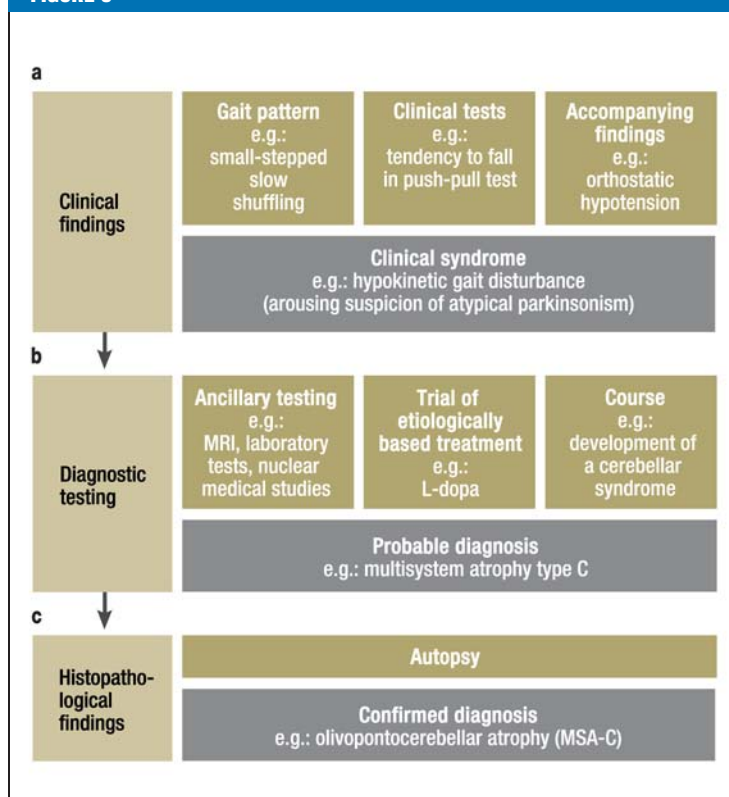 a
Clinical
findings
Gait pattern
e.g.:
small-stepped
slow
shuffling
Clinical tests
e.g.:
tendency to fall
in push-pull test
Accompanying
findings
e.g.:
orthostatic
hypotension
Clinical syndrome
e.g.: hypokinetic gait disturbance
(arousing suspicion of atypical parkinsonism)
b
Diagnostic
testing
Ancillary testing
e.g.:
MRI, laboratory
tests, nuclear
medical studies
Trial of
etiologically
based treatment
e.g.:
L-dopa
Course
e.g.:
development of
a cerebellar
syndrome
Probable diagnosis
e.g.: multisystem atrophy type C
c
Histopatho-
logical
findings
Autopsy
Confirmed diagnosis
e.g.: olivopontocerebellar atrophy (MSA-C)